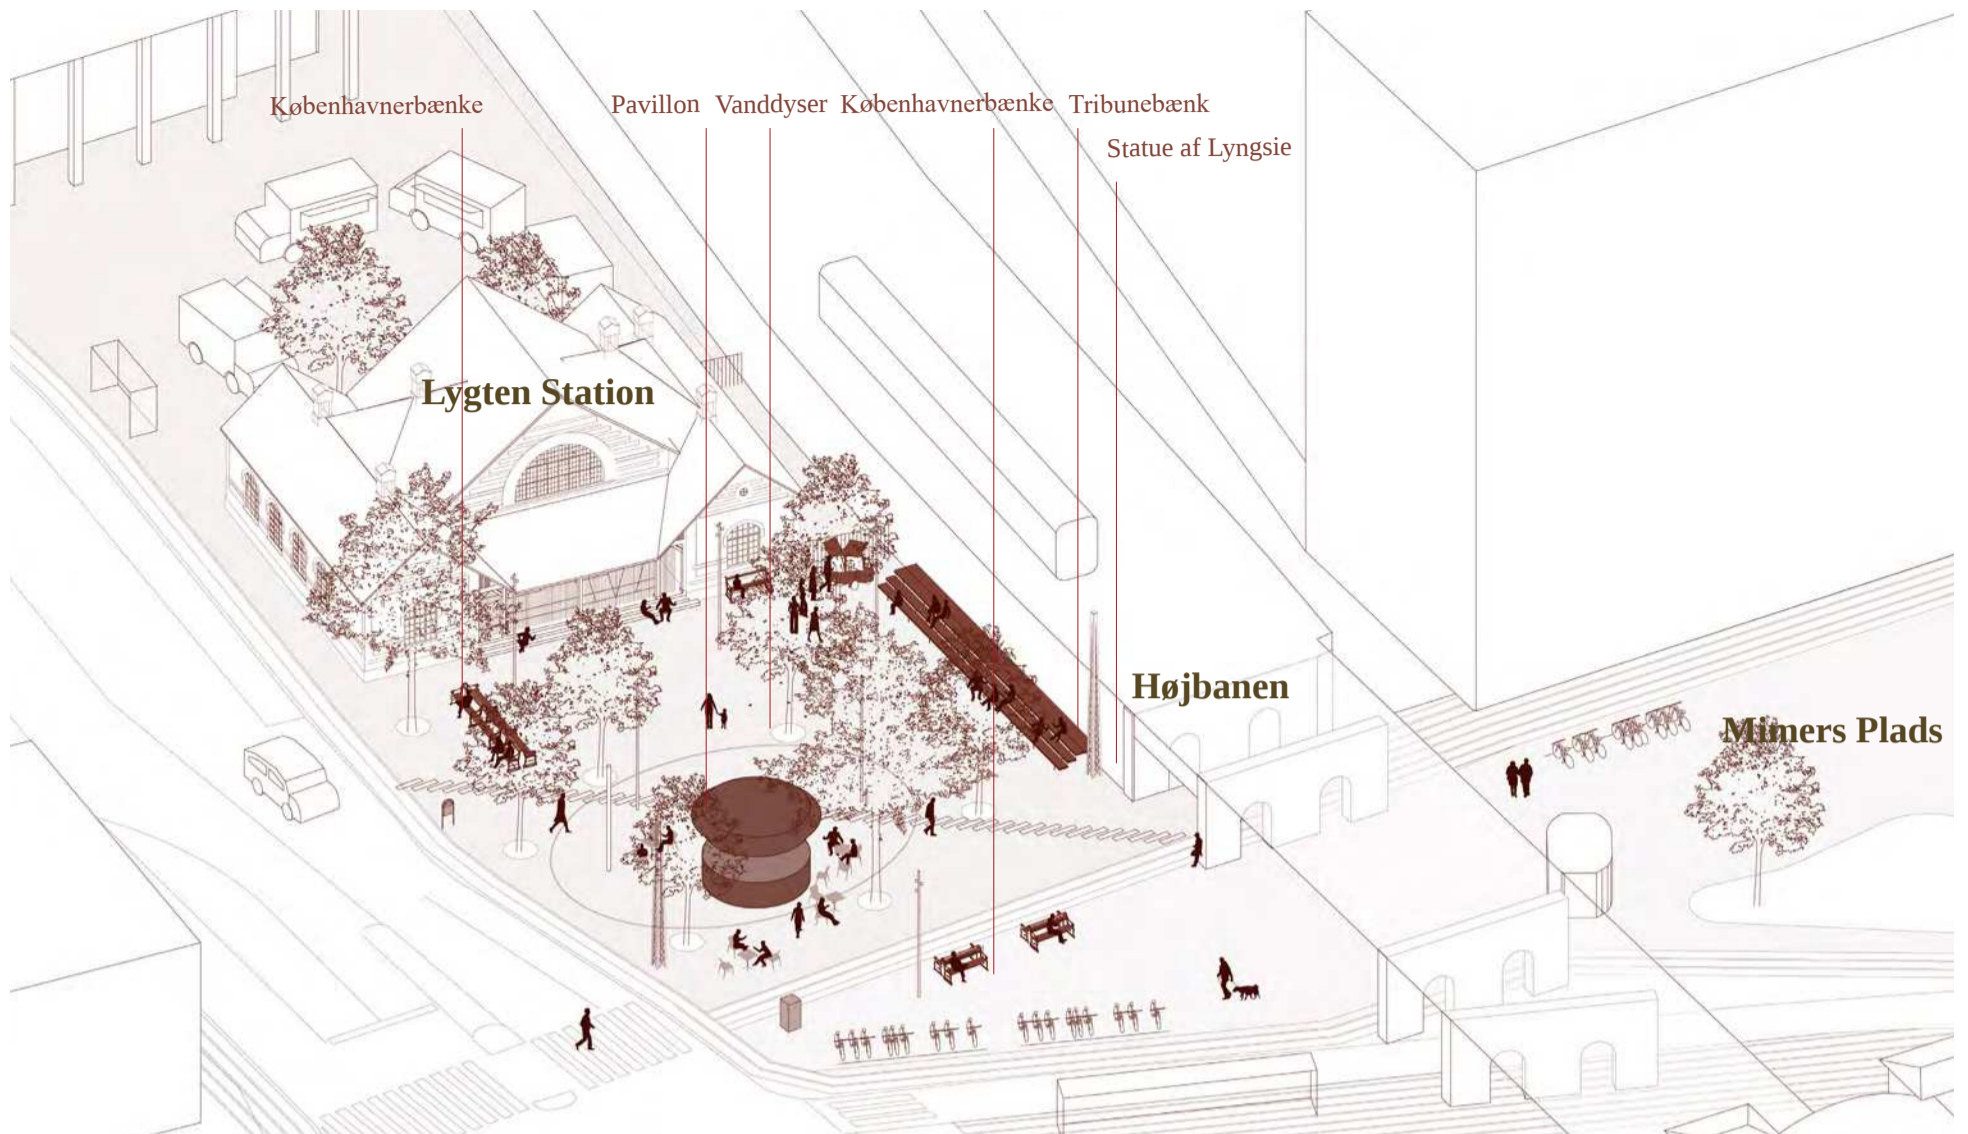 Københavnerbænke
Pavillon
Vanddyser
Københavnerbænke
Tribunebænk
Statue af Lyngsie
Lygten Station
Højbanen
Mimers Plads